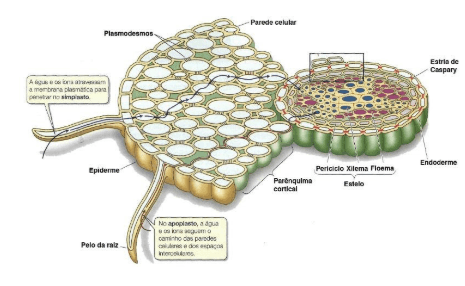 Parede celular
Plasmodesmos
Estria de
Caspary
A água e os íons atravessam
a membrana plasmática para
penetrar no simplasto.
Epiderme
Periciclo Xilema Floema
Endoderme
Estelo
Parênquima
cortical
No apoplasto, a água
e os íons seguem o
caminho das paredes
celulares e dos espaços
intercelulares.
Pelo da raiz